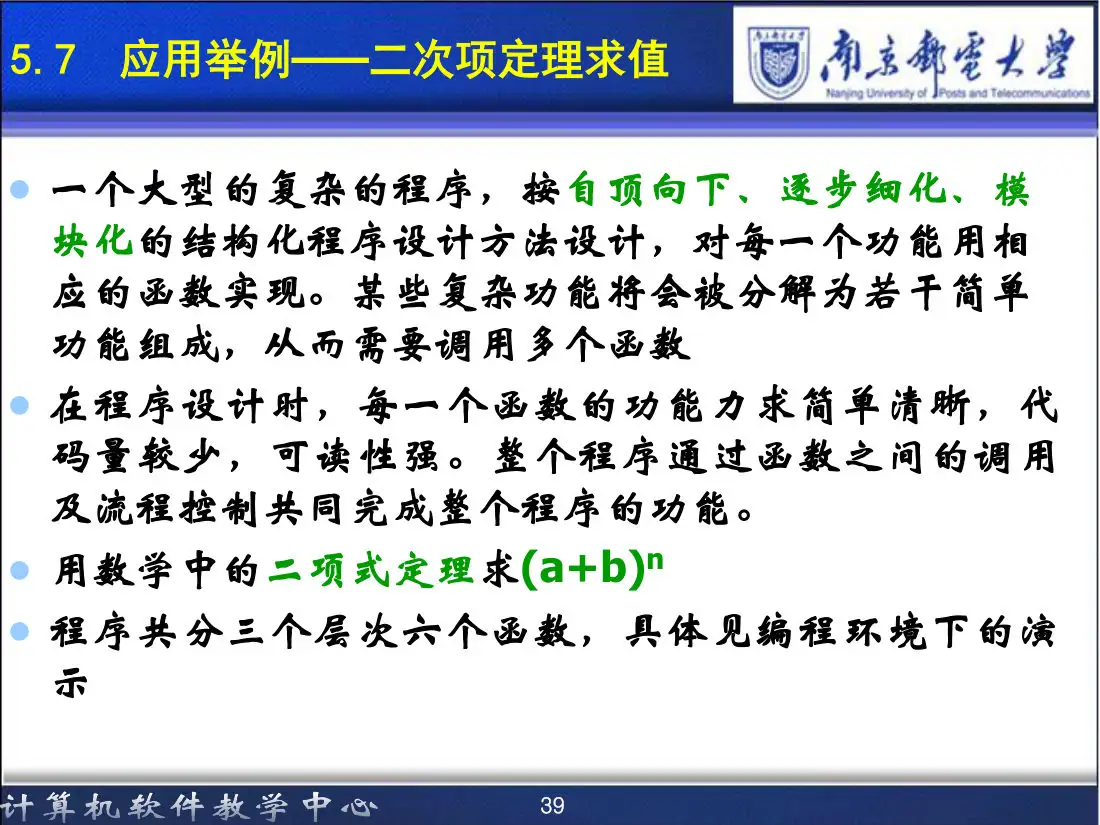 5.7 应用举例——二次项定理求值
南京邮电大学
Nanjing University of Posts and Telecommunications
一个大型的复杂的程序，按自顶向下、逐步细化、模
块化的结构化程序设计方法设计，对每一个功能用相
应的函数实现。某些复杂功能将会被分解为若干简单
功能组成，从而需要调用多个函数
在程序设计时，每一个函数的功能力求简单清晰，代
码量较少，可读性强。整个程序通过函数之间的调用
及流程控制共同完成整个程序的功能。
用数学中的二项式定理求(a+b)ⁿ
程序共分三个层次六个函数，具体见编程环境下的演
示
计算机软件教学中心
39